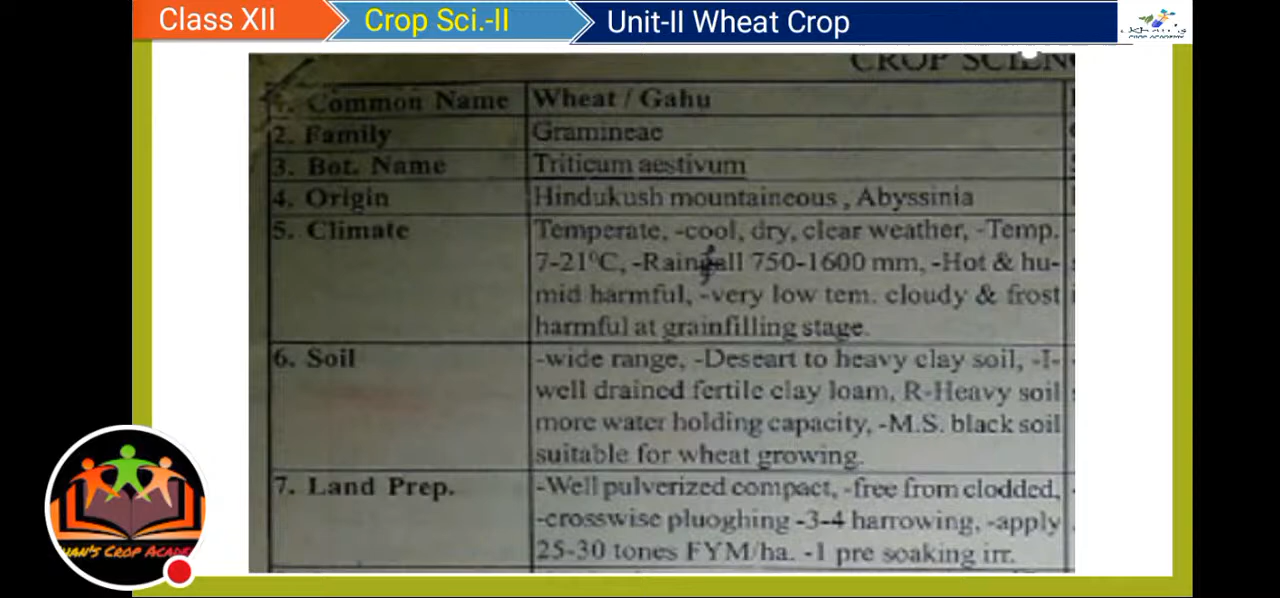 Class XII
Crop Sci.-II
Unit-II Wheat Crop
CROP SCIEN
1. Common Name Wheat / Gahu
2. Family Gramineae
3. Bot. Name Triticum aestivum
4. Origin Hindukush mountaineous , Abyssinia
5. Climate Temperate, -cool, dry, clear weather, -Temp.
7-21°C, -Rainfall 750-1600 mm, -Hot & hu-
mid harmful, -very low tem. cloudy & frost
harmful at grainfilling stage.
6. Soil -wide range, -Deseart to heavy clay soil, -I-
well drained fertile clay loam, R-Heavy soil
more water holding capacity, -M.S. black soil
suitable for wheat growing.
7. Land Prep. -Well pulverized compact, -free from clodded,
-crosswise pluoghing -3-4 harrowing, -apply
25-30 tones FYM/ha. -1 pre soaking irr.
UAN'S CROP ACADE